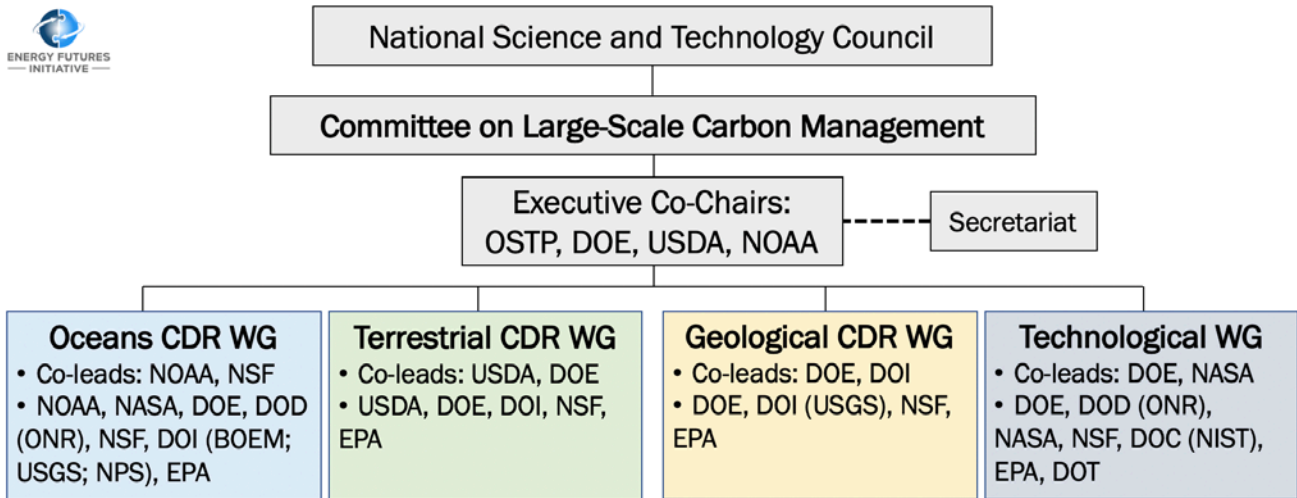 ENERGY FUTURES
INITIATIVE
National Science and Technology Council
Committee on Large-Scale Carbon Management
Executive Co-Chairs:
OSTP, DOE, USDA, NOAA
Secretariat
Oceans CDR WG
• Co-leads: NOAA, NSF
• NOAA, NASA, DOE, DOD
(ONR), NSF, DOI (BOEM;
USGS; NPS), EPA
Terrestrial CDR WG
• Co-leads: USDA, DOE
• USDA, DOE, DOI, NSF,
EPA
Geological CDR WG
• Co-leads: DOE, DOI
• DOE, DOI (USGS), NSF,
EPA
Technological WG
• Co-leads: DOE, NASA
• DOE, DOD (ONR),
NASA, NSF, DOC (NIST),
EPA, DOT